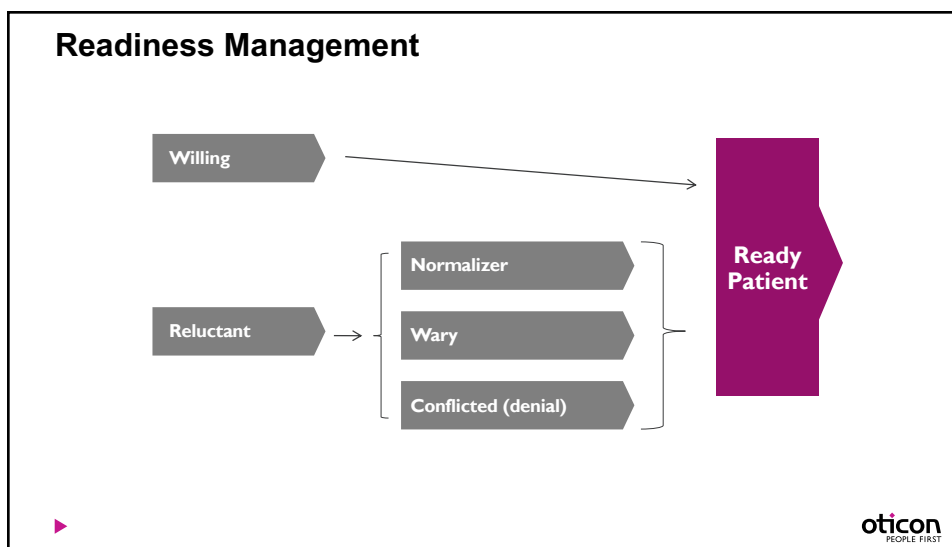 Readiness Management
Willing
Normalizer
Ready
Patient
Reluctant
Wary
Conflicted (denial)
oticon
PEOPLE FIRST